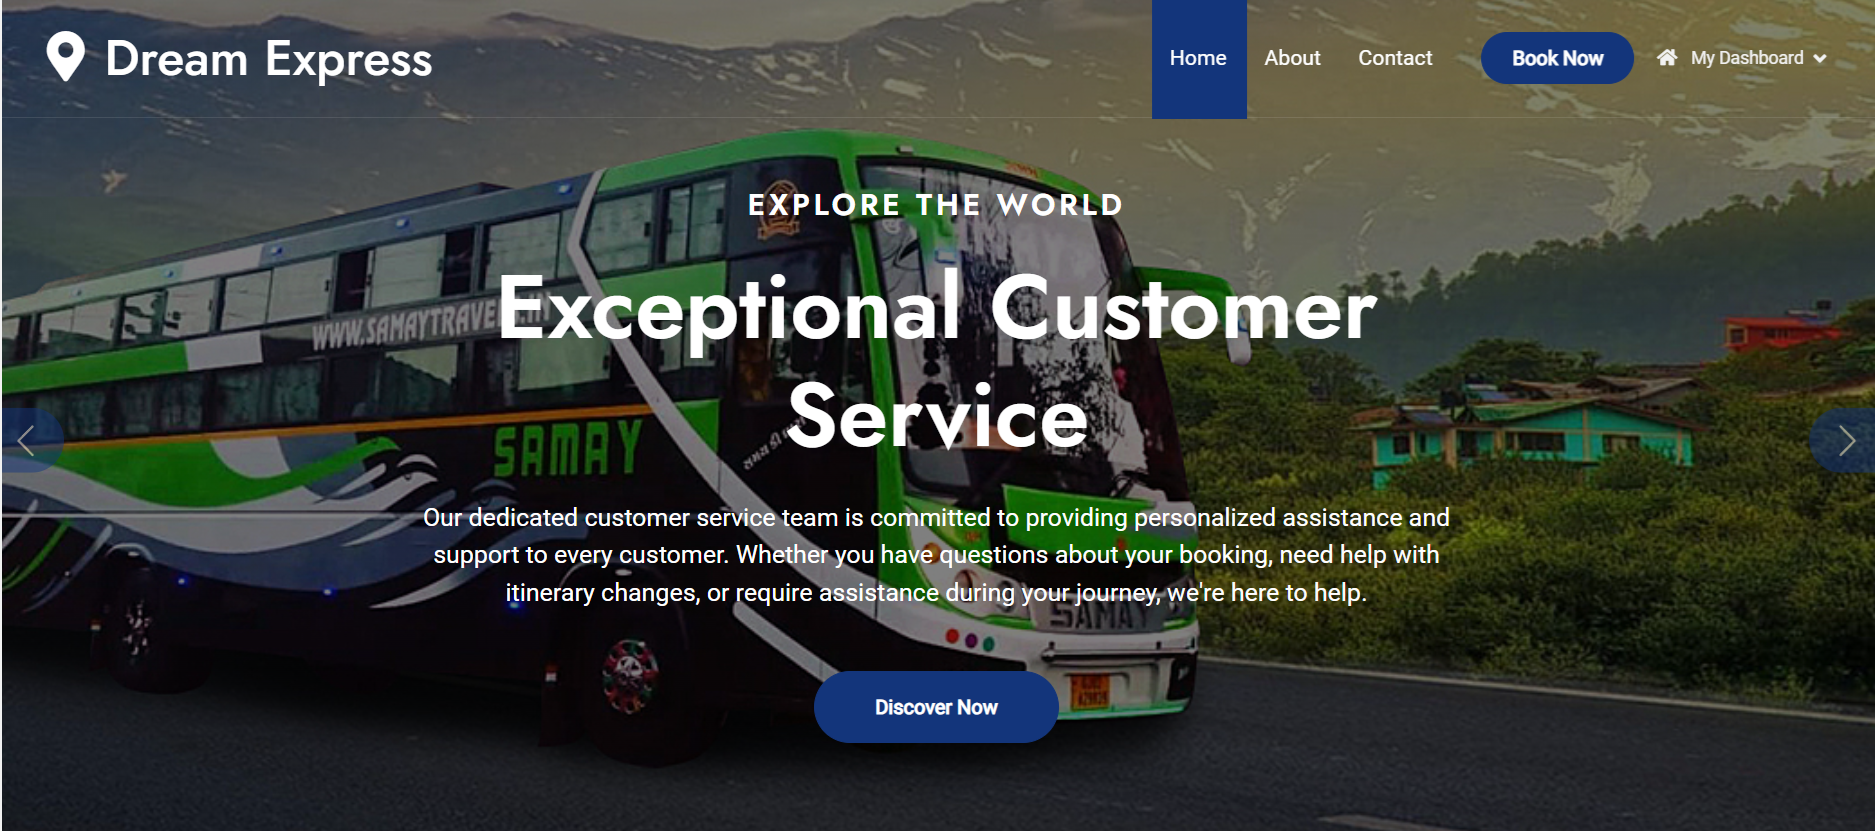 Dream Express
Home
About
Contact
Book Now
My Dashboard
EXPLORE THE WORLD
Exceptional Customer
Service
Our dedicated customer service team is committed to providing personalized assistance and
support to every customer. Whether you have questions about your booking, need help with
itinerary changes, or require assistance during your journey, we're here to help.
Discover Now
WWW.SAMAYTRAVE
SAMAY
SAMAY